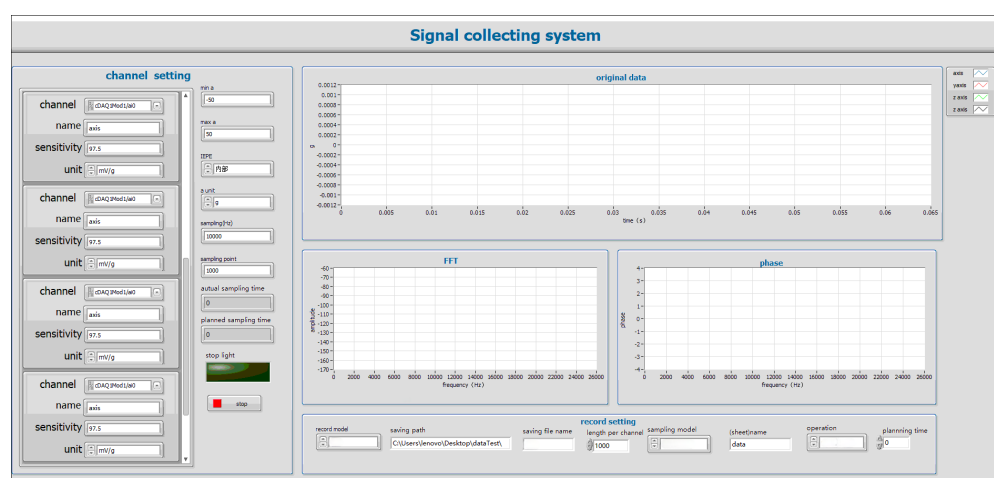 Signal collecting system
channel setting
channel
cDAQ1Mod1/ai0
name
axis
sensitivity
97.5
unit
mV/g
channel
cDAQ1Mod1/ai0
name
axis
sensitivity
97.5
unit
mV/g
channel
cDAQ1Mod1/ai0
name
axis
sensitivity
97.5
unit
mV/g
channel
cDAQ1Mod1/ai0
name
axis
sensitivity
97.5
unit
mV/g
min a
-50
max a
50
IEPE
内部
a unit
g
sampling(Hz)
10000
sampling point
1000
autual sampling time
0
planned sampling time
0
stop light
stop
original data
0.0012
0.001
0.0008
0.0006
0.0004
0.0002
0
-0.0002
-0.0004
-0.0006
-0.0008
-0.001
-0.0012
g
0 0.005 0.01 0.015 0.02 0.025 0.03 0.035 0.04 0.045 0.05 0.055 0.06 0.065
time (s)
axis
yaxis
z axis
z axis
FFT
-60
-70
-80
-90
-100
-110
-120
-130
-140
-150
-160
-170
amplitude
0 2000 4000 6000 8000 10000 12000 14000 16000 18000 20000 22000 24000 26000
frequency (Hz)
phase
4
3
2
1
0
-1
-2
-3
-4
phase
0 2000 4000 6000 8000 10000 12000 14000 16000 18000 20000 22000 24000 26000
frequency (Hz)
record setting
record model
saving path
C:\Users\lenovo\Desktop\dataTest\
saving file name
length per channel
1000
sampling model
(sheet)name
data
operation
plannning time
0